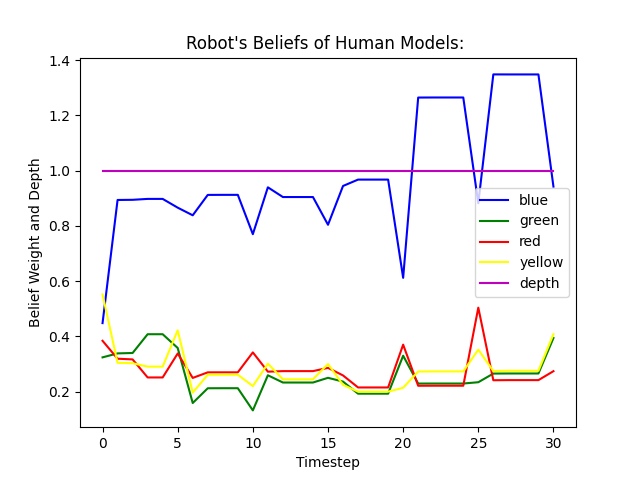 Robot's Beliefs of Human Models:
1.4
1.2
1.0
0.8
0.6
0.4
0.2
Belief Weight and Depth
blue
green
red
yellow
depth
0 5 10 15 20 25 30
Timestep